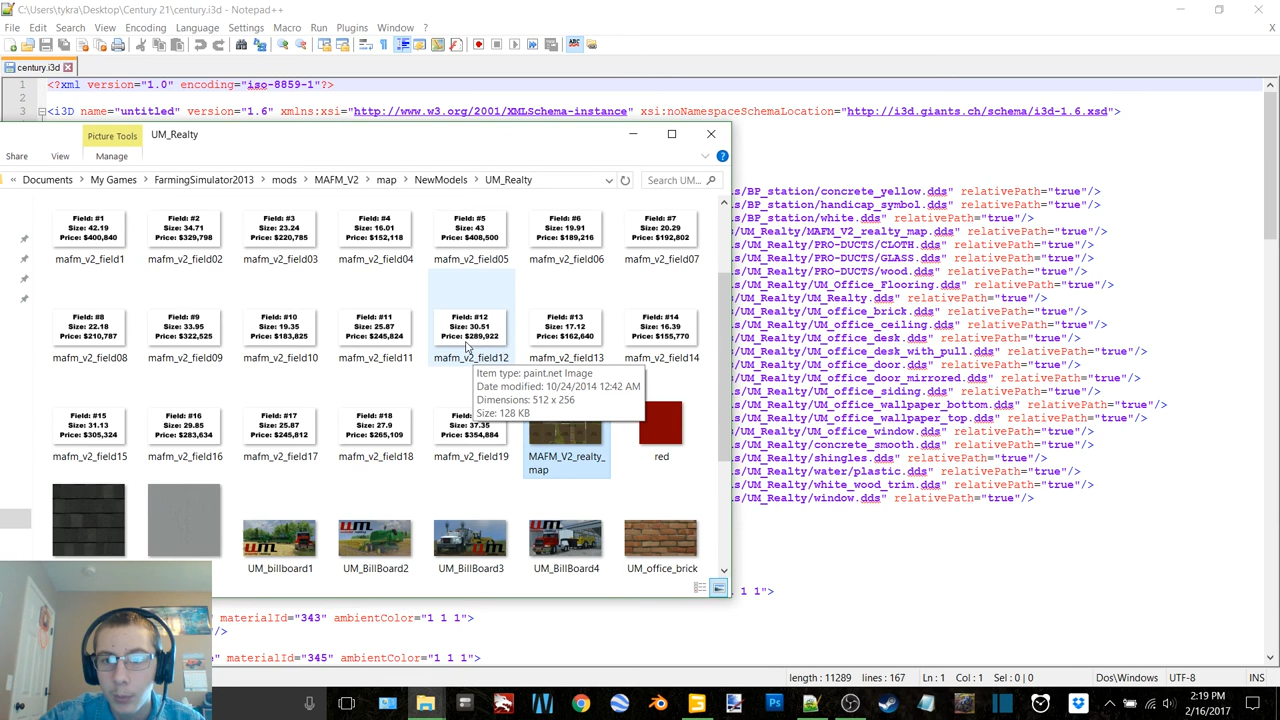 C:\Users\tykra\Desktop\Century 21\century.i3d - Notepad++
File Edit Search View Encoding Language Settings Macro Run Plugins Window ?
X
century.i3d
1 <?xml version="1.0" encoding="iso-8859-1"?>
2
3 <i3D name="untitled" version="1.6" xmlns:xsi="http://www.w3.org/2001/XMLSchema-instance" xsi:noNamespaceSchemaLocation="http://i3d.giants.ch/schema/i3d-1.6.xsd">
Picture Tools UM_Realty
Share View Manage
« Documents > My Games > FarmingSimulator2013 > mods > MAFM_V2 > map > NewModels > UM_Realty
Search UM...
Field: #1 Field: #2 Field: #3 Field: #4 Field: #5 Field: #6 Field: #7
Size: 42.19 Size: 34.71 Size: 23.24 Size: 16.01 Size: 43 Size: 19.91 Size: 20.29
Price: $400,840 Price: $329,798 Price: $220,785 Price: $152,118 Price: $408,500 Price: $189,216 Price: $192,802
mafm_v2_field1 mafm_v2_field02 mafm_v2_field03 mafm_v2_field04 mafm_v2_field05 mafm_v2_field06 mafm_v2_field07
Field: #8 Field: #9 Field: #10 Field: #11 Field: #12 Field: #13 Field: #14
Size: 22.18 Size: 33.95 Size: 19.35 Size: 25.87 Size: 30.51 Size: 17.12 Size: 16.39
Price: $210,787 Price: $322,525 Price: $183,825 Price: $245,824 Price: $289,922 Price: $162,640 Price: $155,770
mafm_v2_field08 mafm_v2_field09 mafm_v2_field10 mafm_v2_field11 mafm_v2_field12 mafm_v2_field13 mafm_v2_field14
Item type: paint.net Image
Date modified: 10/24/2014 12:42 AM
Dimensions: 512 x 256
Size: 128 KB
Field: #15 Field: #16 Field: #17 Field: #18
Size: 31.13 Size: 29.85 Size: 25.87 Size: 27.9 37.35
Price: $305,324 Price: $283,634 Price: $245,812 Price: $265,109 Price: $354,884
mafm_v2_field15 mafm_v2_field16 mafm_v2_field17 mafm_v2_field18 mafm_v2_field19 MAFM_V2_realty_map red
um um um um
UM_billboard1 UM_BillBoard2 UM_BillBoard3 UM_BillBoard4 UM_office_brick
s/BP_station/concrete_yellow.dds" relativePath="true"/>
s/BP_station/handicap_symbol.dds" relativePath="true"/>
s/BP_station/white.dds" relativePath="true"/>
s/UM_Realty/MAFM_V2_realty_map.dds" relativePath="true"/>
s/UM_Realty/PRO-DUCTS/CLOTH.dds" relativePath="true"/>
s/UM_Realty/PRO-DUCTS/GLASS.dds" relativePath="true"/>
s/UM_Realty/PRO-DUCTS/wood.dds" relativePath="true"/>
/UM_Realty/UM_Office_Flooring.dds" relativePath="true"/>
/UM_Realty/UM_Realty.dds" relativePath="true"/>
/UM_Realty/UM_office_brick.dds" relativePath="true"/>
/UM_Realty/UM_office_ceiling.dds" relativePath="true"/>
/UM_Realty/UM_office_desk.dds" relativePath="true"/>
/UM_Realty/UM_office_desk_with_pull.dds" relativePath="true"/>
/UM_Realty/UM_office_door.dds" relativePath="true"/>
/UM_Realty/UM_office_door_mirrored.dds" relativePath="true"/>
/UM_Realty/UM_office_siding.dds" relativePath="true"/>
/UM_Realty/UM_office_wallpaper_bottom.dds" relativePath="true"/>
/UM_Realty/UM_office_wallpaper_top.dds" relativePath="true"/>
/UM_Realty/UM_office_window.dds" relativePath="true"/>
s/UM_Realty/concrete_smooth.dds" relativePath="true"/>
s/UM_Realty/shingles.dds" relativePath="true"/>
s/UM_Realty/water/plastic.dds" relativePath="true"/>
s/UM_Realty/white_wood_trim.dds" relativePath="true"/>
s/UM_Realty/window.dds" relativePath="true"/>
1 1">
materialId="343" ambientColor="1 1 1">
/>
materialId="345" ambientColor="1 1 1">
length : 11289 lines : 167 Ln : 1 Col : 1 Sel : 0 | 0 Dos\Windows UTF-8 INS
2:19 PM
2/16/2017